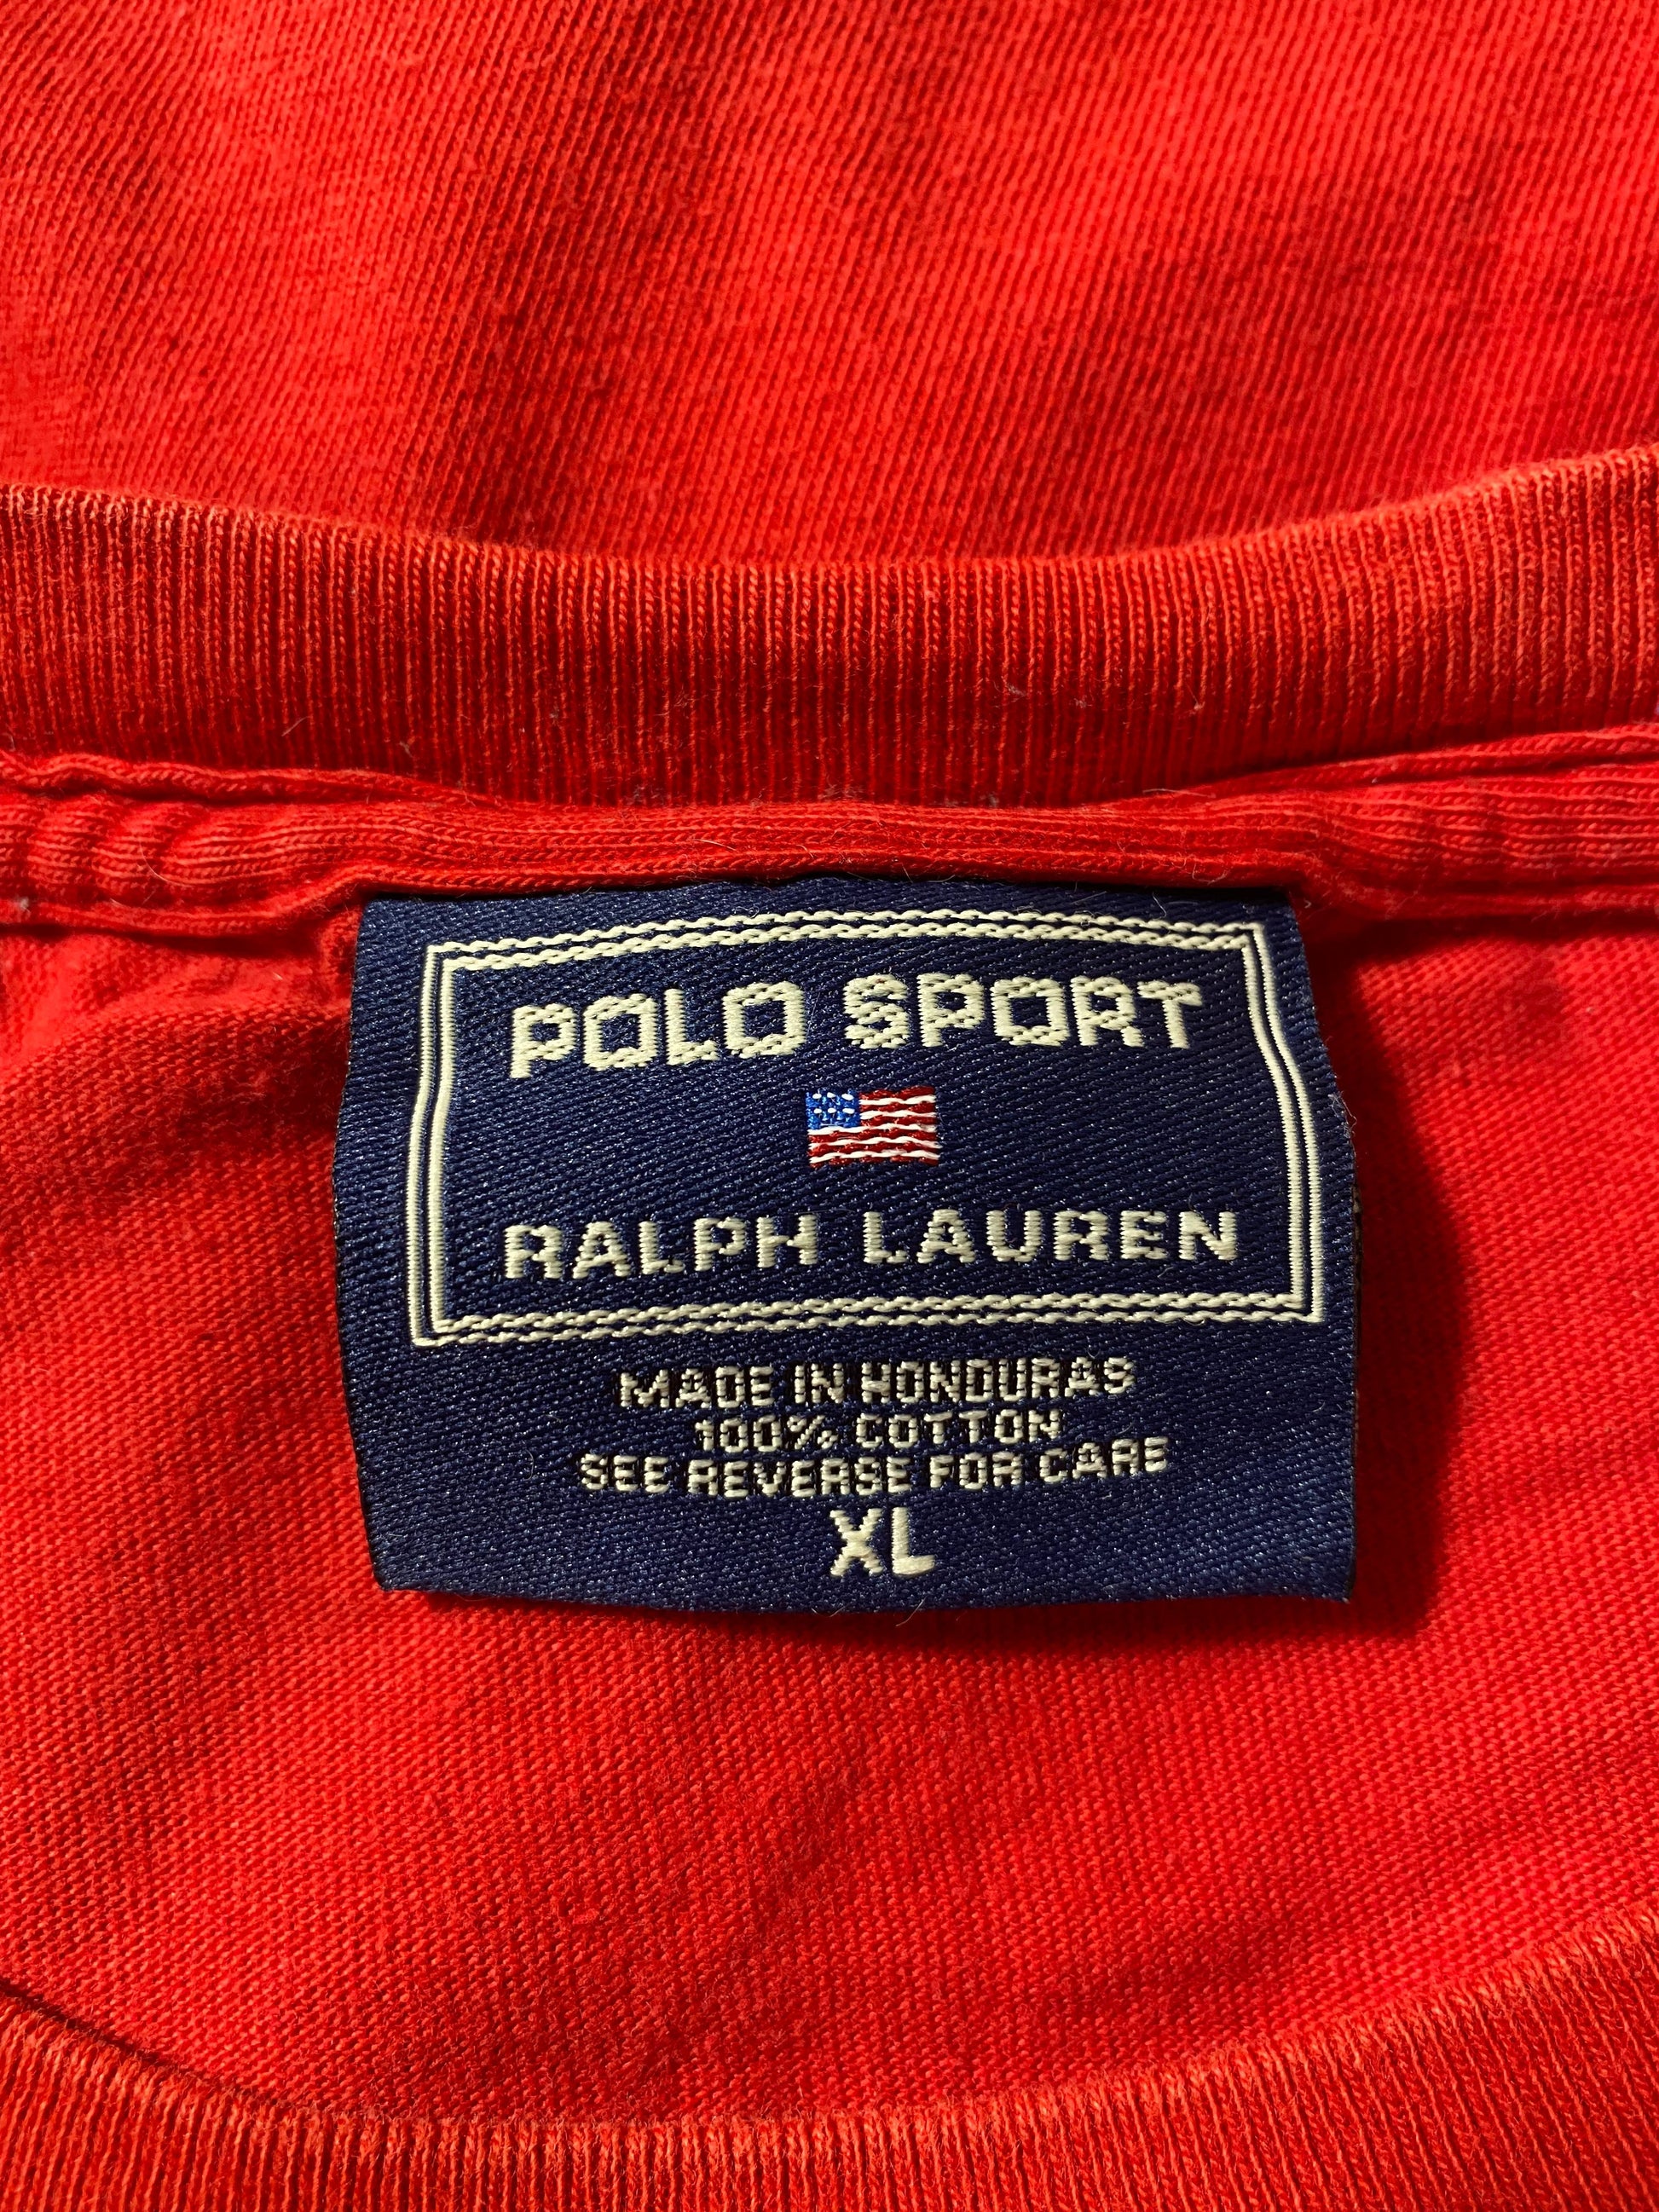 POLO SPORT
RALPH LAUREN
MADE IN HONDURAS
100% COTTON
SEE REVERSE FOR CARE
XL